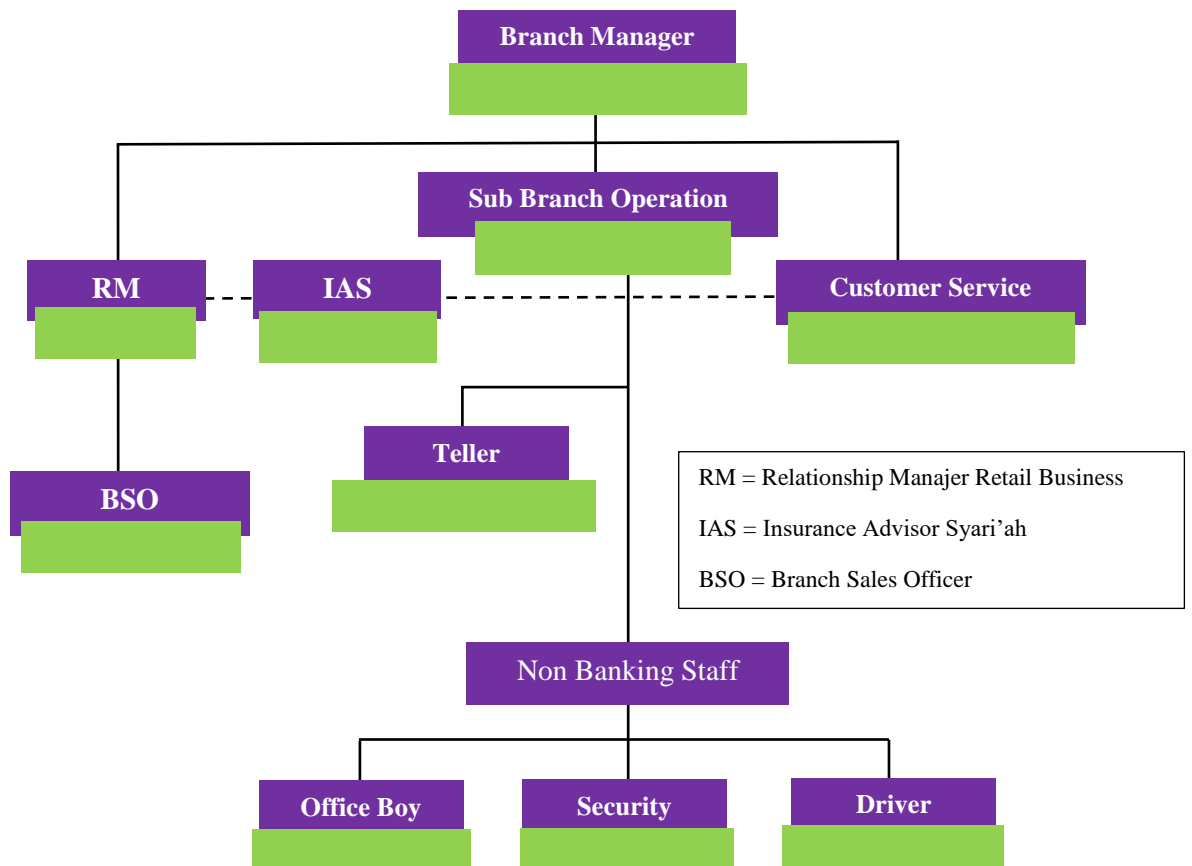 Branch Manager
Sub Branch Operation
RM
IAS
Customer Service
Teller
BSO
RM = Relationship Manajer Retail Business
IAS = Insurance Advisor Syari’ah
BSO = Branch Sales Officer
Non Banking Staff
Office Boy
Security
Driver